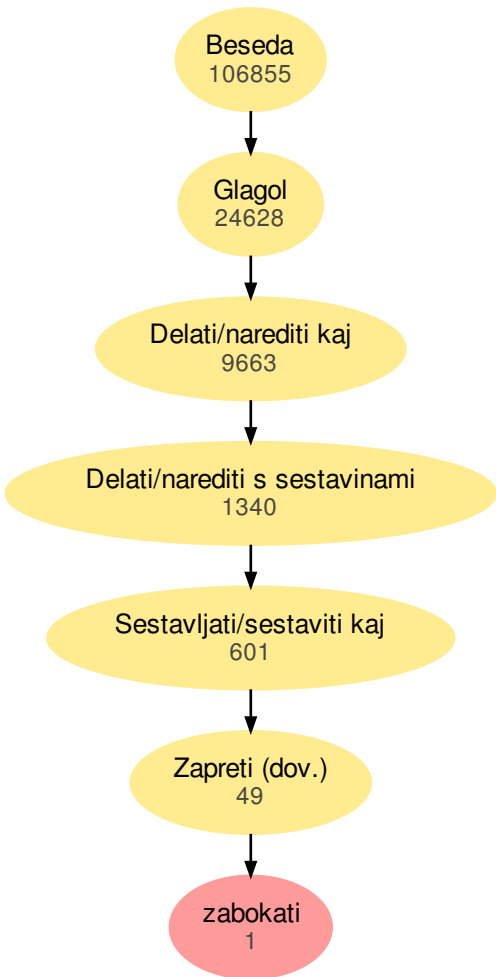 Beseda
106855
Glagol
24628
Delati/narediti kaj
9663
Delati/narediti s sestavinami
1340
Sestavljati/sestaviti kaj
601
Zapreti (dov.)
49
zabokati
1